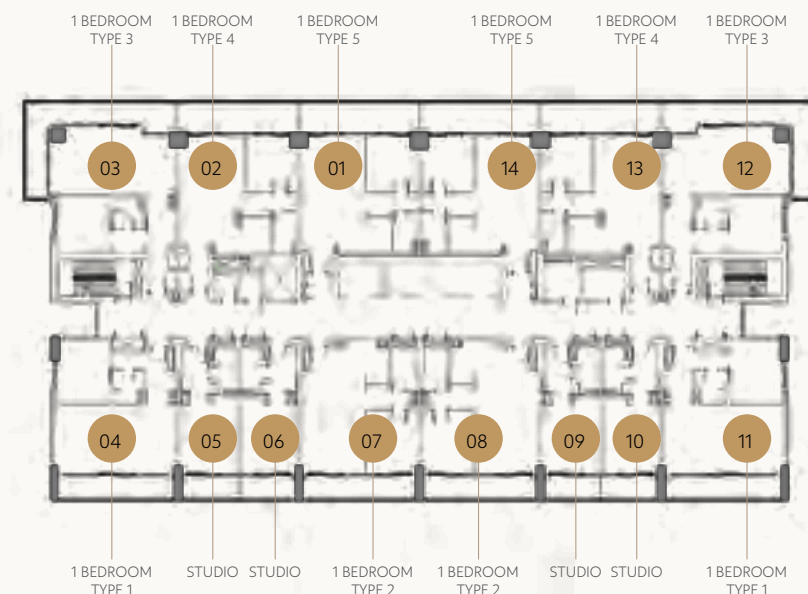 1 BEDROOM 1 BEDROOM 1 BEDROOM 1 BEDROOM 1 BEDROOM 1 BEDROOM
TYPE 3 TYPE 4 TYPE 5 TYPE 5 TYPE 4 TYPE 3
03 02 01 14 13 12
04 05 06 07 08 09 10 11
1 BEDROOM STUDIO STUDIO 1 BEDROOM 1 BEDROOM STUDIO STUDIO 1 BEDROOM
TYPE 1 TYPE 2 TYPE 2 TYPE 1